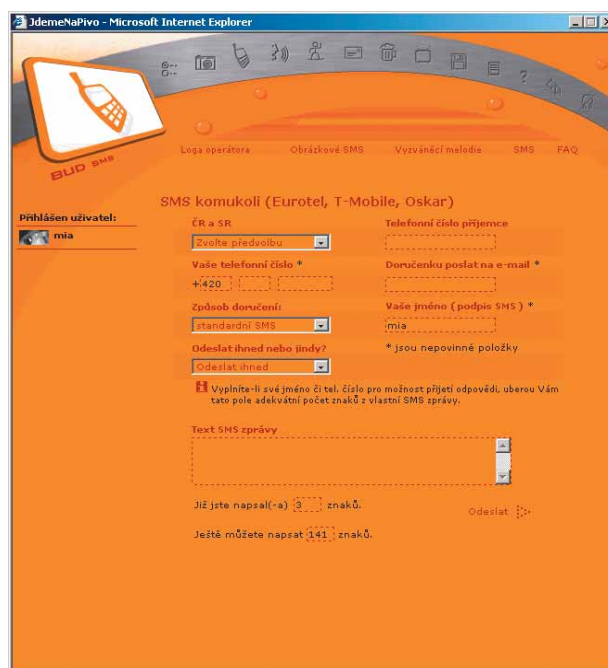 JdemeNaPivo - Microsoft Internet Explorer
BUD SMS
Loga operátora Obrázkové SMS Vyzváněcí melodie SMS FAQ
SMS komukoli (Eurotel, T-Mobile, Oskar)
Přihlášen uživatel:
mia
ČR a SR Telefonní číslo příjemce
Zvolte předvolbu
Vaše telefonní číslo * Doručenku poslat na e-mail *
+420
Způsob doručení: Vaše jméno (podpis SMS) *
standardní SMS mia
Odeslat ihned nebo jindy? * jsou nepovinné položky
Odeslat ihned
Vyplníte-li své jméno či tel. číslo pro možnost přijetí odpovědi, uberou Vám
tato pole adekvátní počet znaků z vlastní SMS zprávy.
Text SMS zprávy
Již jste napsal(-a) 3 znaků.
Odeslat
Ještě můžete napsat 141 znaků.